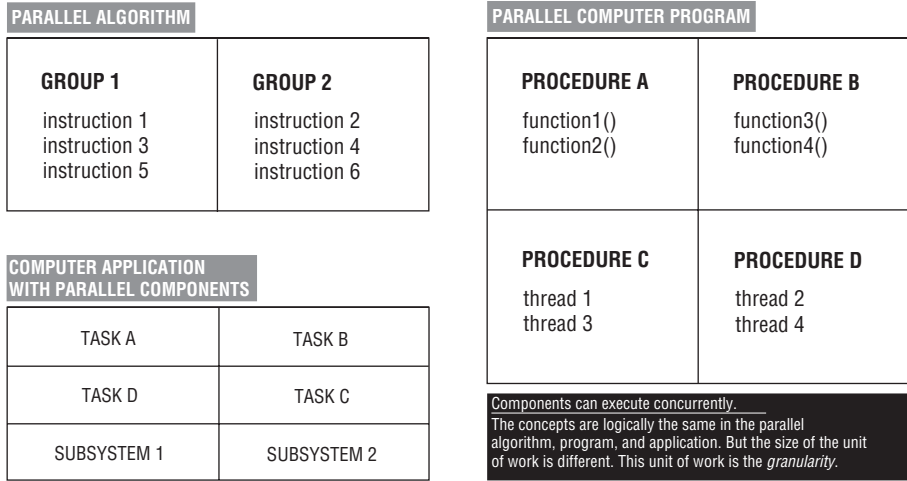 PARALLEL ALGORITHM
GROUP 1
instruction 1
instruction 3
instruction 5
GROUP 2
instruction 2
instruction 4
instruction 6
COMPUTER APPLICATION
WITH PARALLEL COMPONENTS
TASK A
TASK B
TASK D
TASK C
SUBSYSTEM 1
SUBSYSTEM 2
PARALLEL COMPUTER PROGRAM
PROCEDURE A
function1()
function2()
PROCEDURE B
function3()
function4()
PROCEDURE C
thread 1
thread 3
PROCEDURE D
thread 2
thread 4
Components can execute concurrently.
The concepts are logically the same in the parallel
algorithm, program, and application. But the size of the unit
of work is different. This unit of work is the granularity.